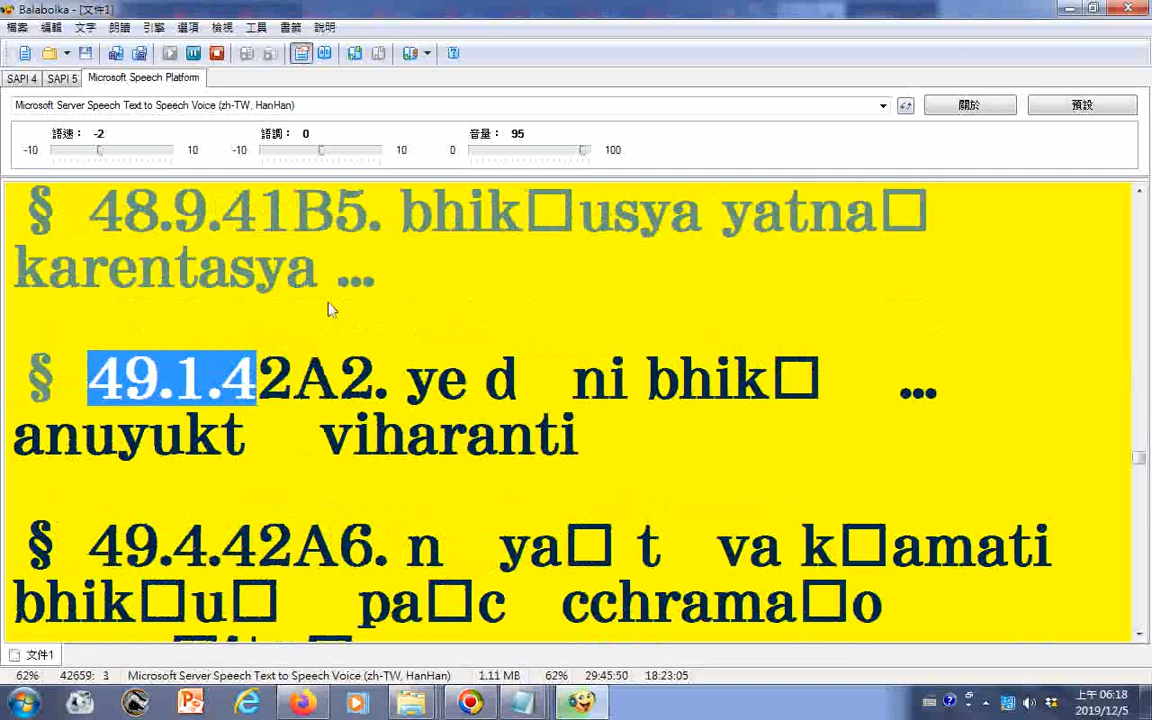 Balabolka - [文件1]
檔案 編輯 文字 朗讀 引擎 選項 檢視 工具 書籤 說明
SAPI 4 SAPI 5 Microsoft Speech Platform
Microsoft Server Speech Text to Speech Voice (zh-TW, HanHan) 關於 預設
語速： -2 語調： 0 音量： 95
-10 10 -10 10 0 100
§ 48.9.41B5. bhik□usya yatna□
karentasya ...
§ 49.1.42A2. ye d ni bhik□ ...
anuyukt viharanti
§ 49.4.42A6. n ya□ t va k□amati
bhik□u□ pa□c cchrama□o
文件1
62% 42659: 3 Microsoft Server Speech Text to Speech Voice (zh-TW, HanHan) 1.11 MB 62% 29:45:50 18:23:05
上午 06:18
2019/12/5